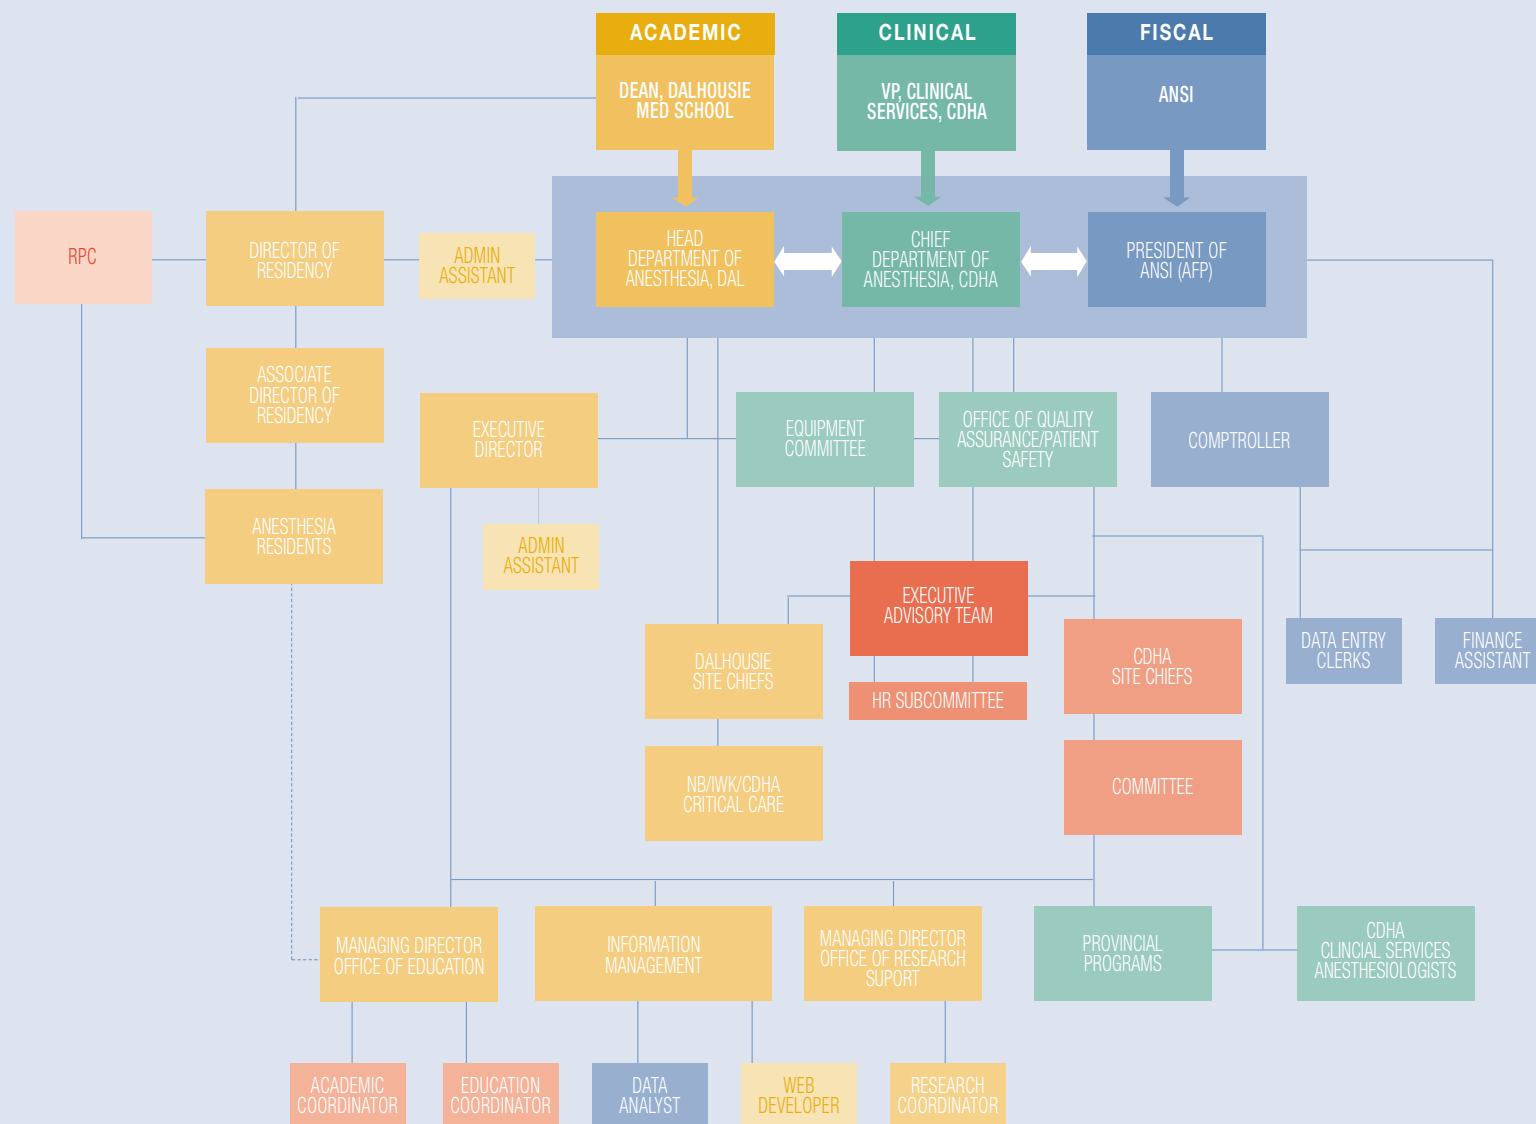 ACADEMIC
CLINICAL
FISCAL
DEAN, DALHOUSIE
MED SCHOOL
VP, CLINICAL
SERVICES, CDHA
ANSI
RPC
DIRECTOR OF
RESIDENCY
ADMIN
ASSISTANT
HEAD
DEPARTMENT OF
ANESTHESIA, DAL
CHIEF
DEPARTMENT OF
ANESTHESIA, CDHA
PRESIDENT OF
ANSI (AFP)
ASSOCIATE
DIRECTOR OF
RESIDENCY
EXECUTIVE
DIRECTOR
EQUIPMENT
COMMITTEE
OFFICE OF QUALITY
ASSURANCE/PATIENT
SAFETY
COMPTROLLER
ANESTHESIA
RESIDENTS
ADMIN
ASSISTANT
EXECUTIVE
ADVISORY TEAM
DALHOUSIE
SITE CHIEFS
CDHA
SITE CHIEFS
DATA ENTRY
CLERKS
FINANCE
ASSISTANT
HR SUBCOMMITTEE
NB/IWK/CDHA
CRITICAL CARE
COMMITTEE
MANAGING DIRECTOR
OFFICE OF EDUCATION
INFORMATION
MANAGEMENT
MANAGING DIRECTOR
OFFICE OF RESEARCH
SUPORT
PROVINCIAL
PROGRAMS
CDHA
CLINCIAL SERVICES
ANESTHESIOLOGISTS
ACADEMIC
COORDINATOR
EDUCATION
COORDINATOR
DATA
ANALYST
WEB
DEVELOPER
RESEARCH
COORDINATOR